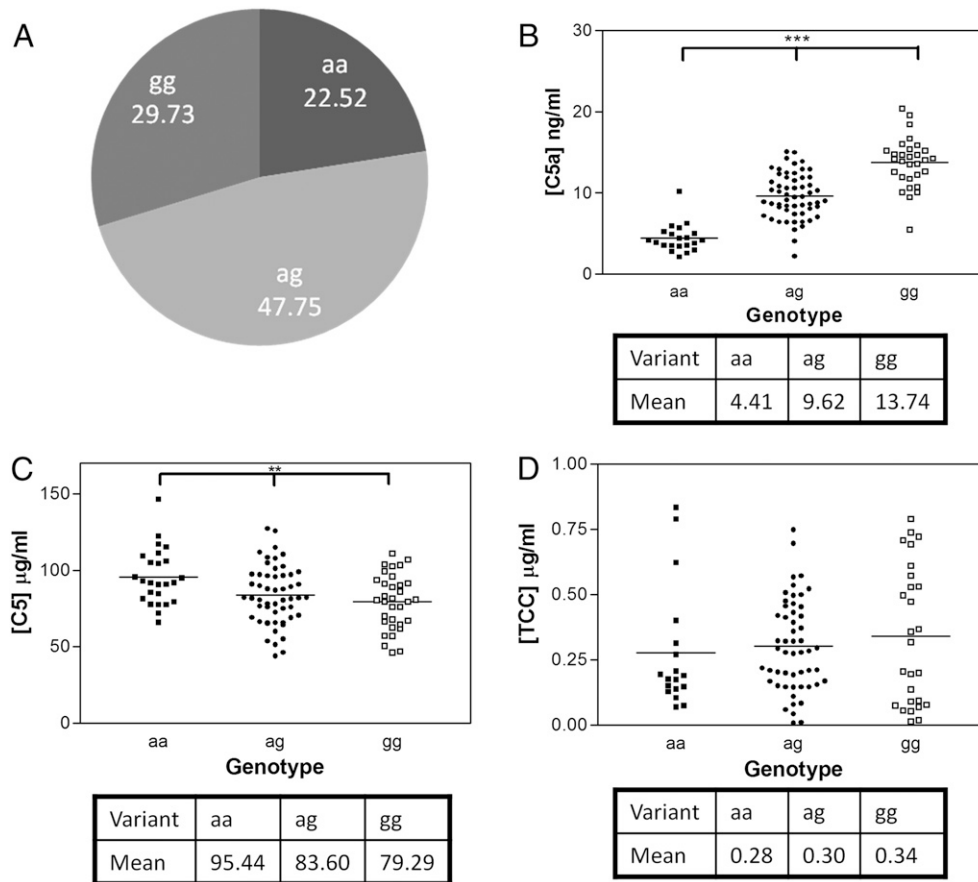 A
gg
29.73
aa
22.52
ag
47.75
B
[C5a] ng/ml
30
20
10
0
***
aa ag gg
Genotype
Variant aa ag gg
Mean 4.41 9.62 13.74
C
[C5] μg/ml
150
100
50
0
**
aa ag gg
Genotype
Variant aa ag gg
Mean 95.44 83.60 79.29
D
[TCC] μg/ml
1.00
0.75
0.50
0.25
0.00
aa ag gg
Genotype
Variant aa ag gg
Mean 0.28 0.30 0.34